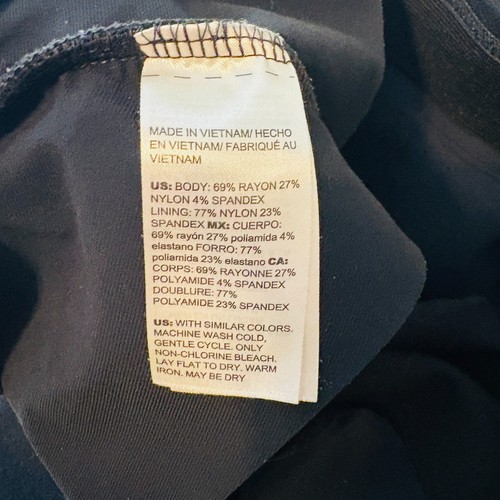 MADE IN VIETNAM/ HECHO
EN VIETNAM/ FABRIQUÉ AU
VIETNAM
US: BODY: 69% RAYON 27%
NYLON 4% SPANDEX
LINING: 77% NYLON 23%
SPANDEX MX: CUERPO:
69% rayón 27% poliamida 4%
elastano FORRO: 77%
poliamida 23% elastano CA:
CORPS: 69% RAYONNE 27%
POLYAMIDE 4% SPANDEX
DOUBLURE: 77%
POLYAMIDE 23% SPANDEX
US: WITH SIMILAR COLORS.
MACHINE WASH COLD,
GENTLE CYCLE. ONLY
NON-CHLORINE BLEACH.
LAY FLAT TO DRY. WARM
IRON. MAY BE DRY